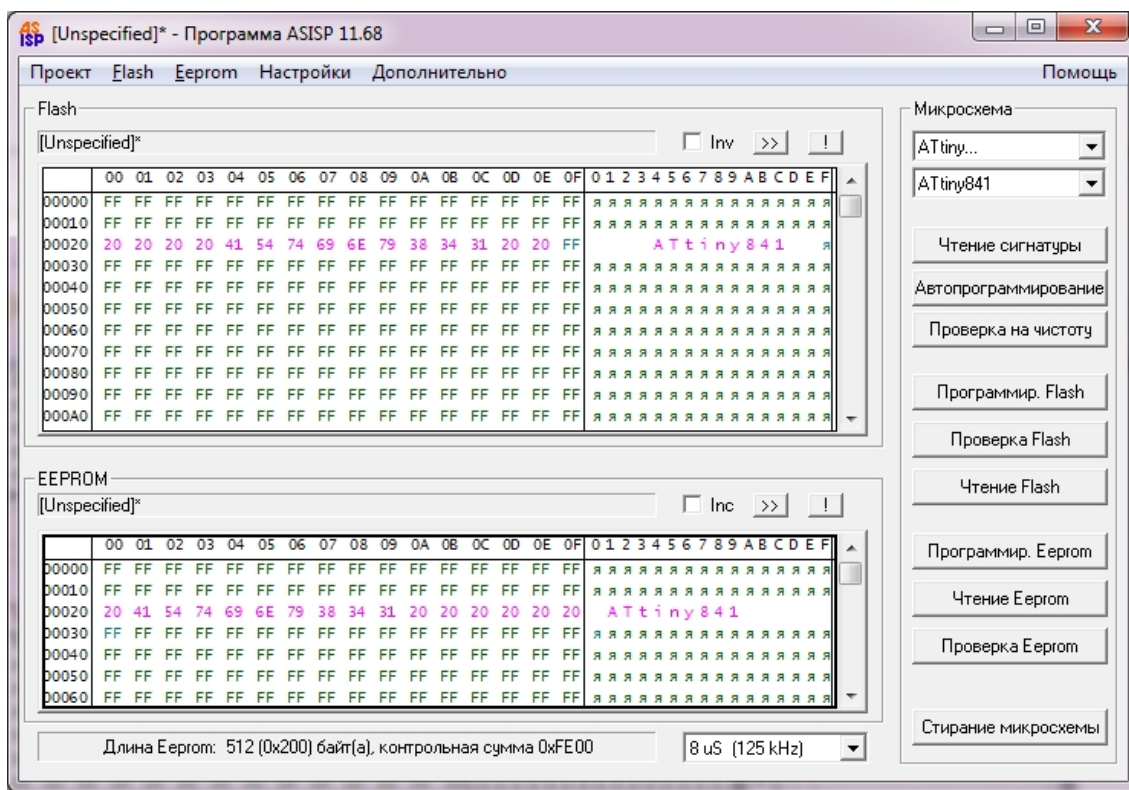 AS ISP [Unspecified]* - Программа ASISP 11.68
Проект Flash Eeprom Настройки Дополнительно Помощь
Flash
[Unspecified]* Inv >> !
00 01 02 03 04 05 06 07 08 09 0A 0B 0C 0D 0E 0F 0 1 2 3 4 5 6 7 8 9 A B C D E F
00000 FF FF FF FF FF FF FF FF FF FF FF FF FF FF FF FF я я я я я я я я я я я я я я я я
00010 FF FF FF FF FF FF FF FF FF FF FF FF FF FF FF FF я я я я я я я я я я я я я я я я
00020 20 20 20 20 41 54 74 69 6E 79 38 34 31 20 20 FF A T t i n y 8 4 1 я
00030 FF FF FF FF FF FF FF FF FF FF FF FF FF FF FF FF я я я я я я я я я я я я я я я я
00040 FF FF FF FF FF FF FF FF FF FF FF FF FF FF FF FF я я я я я я я я я я я я я я я я
00050 FF FF FF FF FF FF FF FF FF FF FF FF FF FF FF FF я я я я я я я я я я я я я я я я
00060 FF FF FF FF FF FF FF FF FF FF FF FF FF FF FF FF я я я я я я я я я я я я я я я я
00070 FF FF FF FF FF FF FF FF FF FF FF FF FF FF FF FF я я я я я я я я я я я я я я я я
00080 FF FF FF FF FF FF FF FF FF FF FF FF FF FF FF FF я я я я я я я я я я я я я я я я
00090 FF FF FF FF FF FF FF FF FF FF FF FF FF FF FF FF я я я я я я я я я я я я я я я я
000A0 FF FF FF FF FF FF FF FF FF FF FF FF FF FF FF FF я я я я я я я я я я я я я я я я
EEPROM
[Unspecified]* Inc >> !
00 01 02 03 04 05 06 07 08 09 0A 0B 0C 0D 0E 0F 0 1 2 3 4 5 6 7 8 9 A B C D E F
00000 FF FF FF FF FF FF FF FF FF FF FF FF FF FF FF FF я я я я я я я я я я я я я я я я
00010 FF FF FF FF FF FF FF FF FF FF FF FF FF FF FF FF я я я я я я я я я я я я я я я я
00020 20 41 54 74 69 6E 79 38 34 31 20 20 20 20 20 20 A T t i n y 8 4 1
00030 FF FF FF FF FF FF FF FF FF FF FF FF FF FF FF FF я я я я я я я я я я я я я я я я
00040 FF FF FF FF FF FF FF FF FF FF FF FF FF FF FF FF я я я я я я я я я я я я я я я я
00050 FF FF FF FF FF FF FF FF FF FF FF FF FF FF FF FF я я я я я я я я я я я я я я я я
00060 FF FF FF FF FF FF FF FF FF FF FF FF FF FF FF FF я я я я я я я я я я я я я я я я
Длина Eeprom: 512 (0x200) байт(а), контрольная сумма 0xFE00
8 uS (125 kHz)
Микросхема
ATtiny...
ATtiny841
Чтение сигнатуры
Автопрограммирование
Проверка на чистоту
Программир. Flash
Проверка Flash
Чтение Flash
Программир. Eeprom
Чтение Eeprom
Проверка Eeprom
Стирание микросхемы